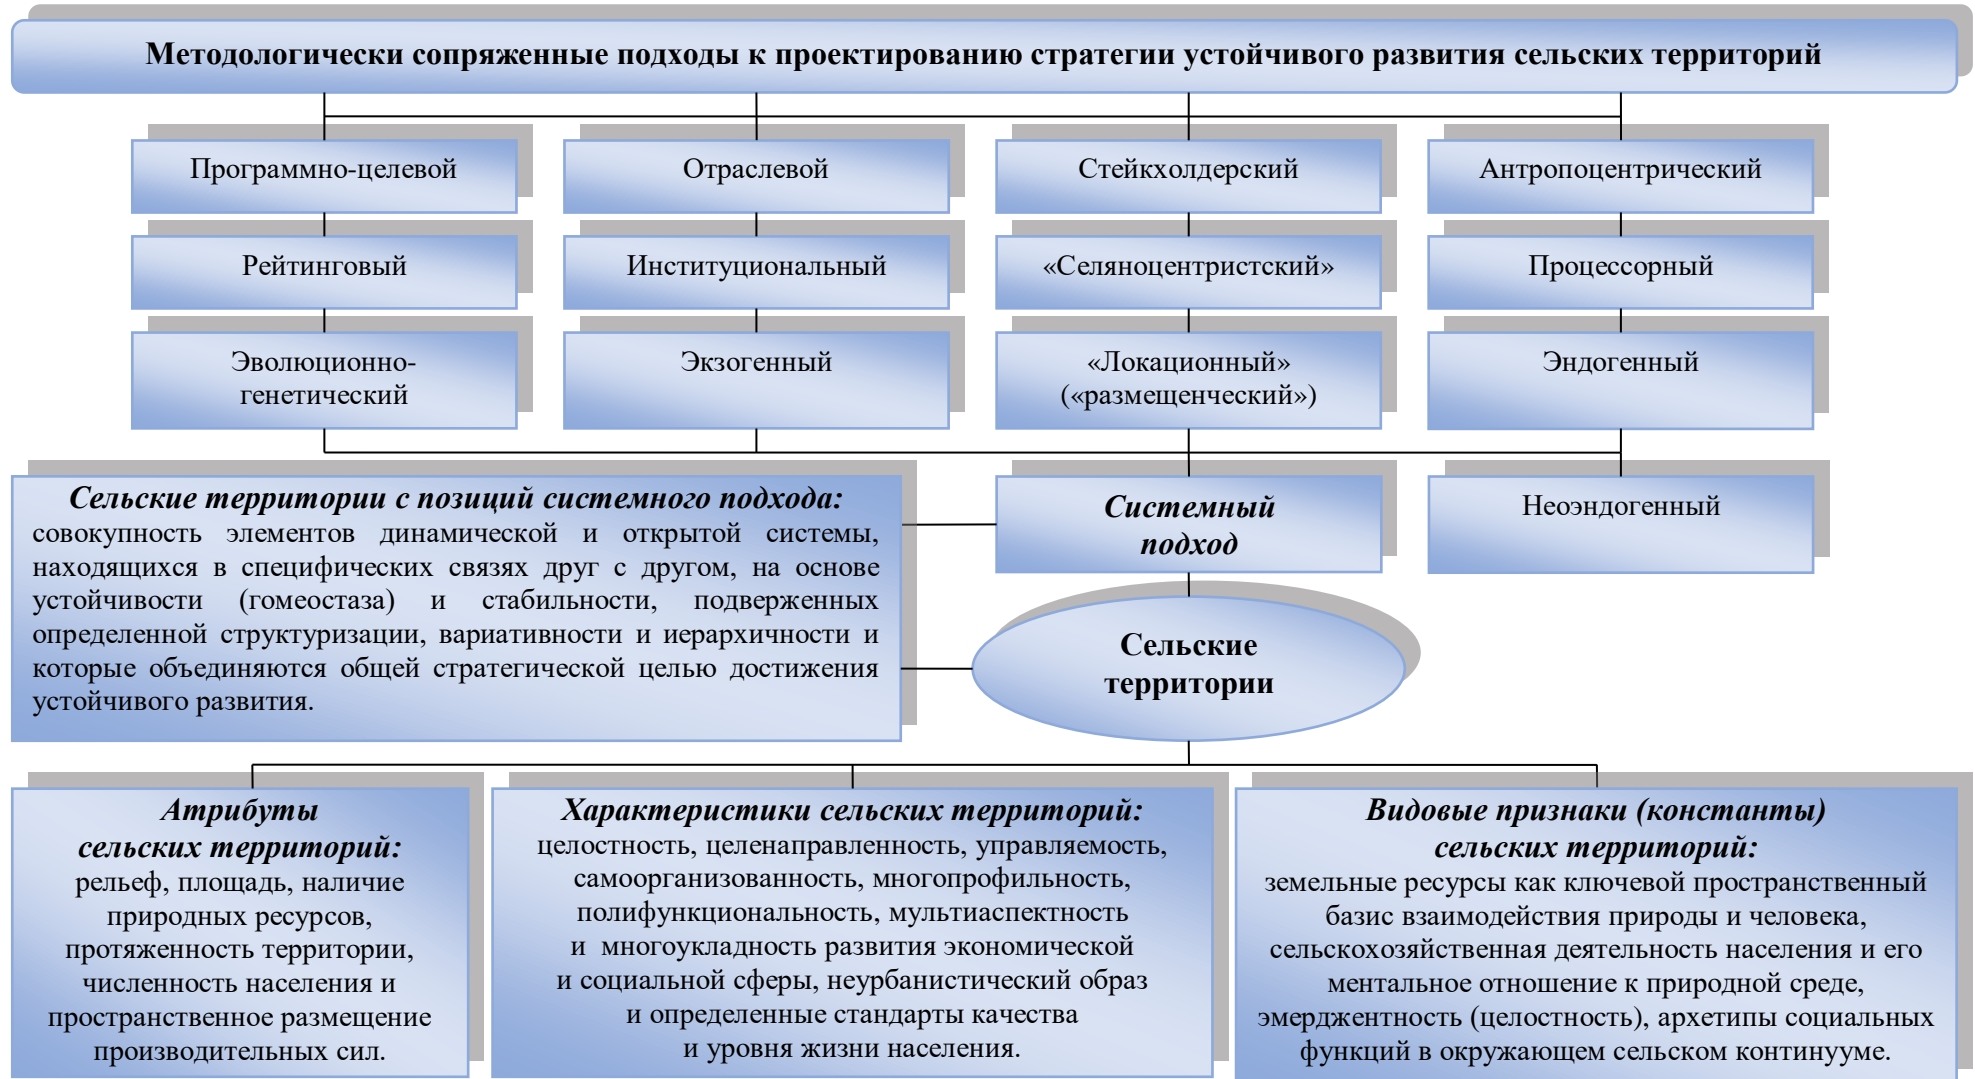 Методологически сопряженные подходы к проектированию стратегии устойчивого развития сельских территорий
Программно-целевой
Отраслевой
Стейкхолдерский
Антропоцентрический
Рейтинговый
Институциональный
«Селяноцентристский»
Процессорный
Эволюционно-
генетический
Экзогенный
«Локационный»
(«размещенческий»)
Эндогенный
Сельские территории с позиций системного подхода:
совокупность элементов динамической и открытой системы,
находящихся в специфических связях друг с другом, на основе
устойчивости (гомеостаза) и стабильности, подверженных
определенной структуризации, вариативности и иерархичности и
которые объединяются общей стратегической целью достижения
устойчивого развития.
Системный
подход
Неоэндогенный
Сельские
территории
Атрибуты
сельских территорий:
рельеф, площадь, наличие
природных ресурсов,
протяженность территории,
численность населения и
пространственное размещение
производительных сил.
Характеристики сельских территорий:
целостность, целенаправленность, управляемость,
самоорганизованность, многопрофильность,
полифункциональность, мультиаспектность
и многоукладность развития экономической
и социальной сферы, неурбанистический образ
и определенные стандарты качества
и уровня жизни населения.
Видовые признаки (константы)
сельских территорий:
земельные ресурсы как ключевой пространственный
базис взаимодействия природы и человека,
сельскохозяйственная деятельность населения и его
ментальное отношение к природной среде,
эмерджентность (целостность), архетипы социальных
функций в окружающем сельском континууме.